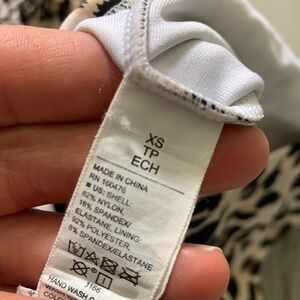 XS
TP
ECH
MADE IN CHINA
RN 160476
■ US: SHELL:
82% NYLON,
18% SPANDEX/
ELASTANE, LINING:
92% POLYESTER,
8% SPANDEX/ELASTANE
HAND WASH